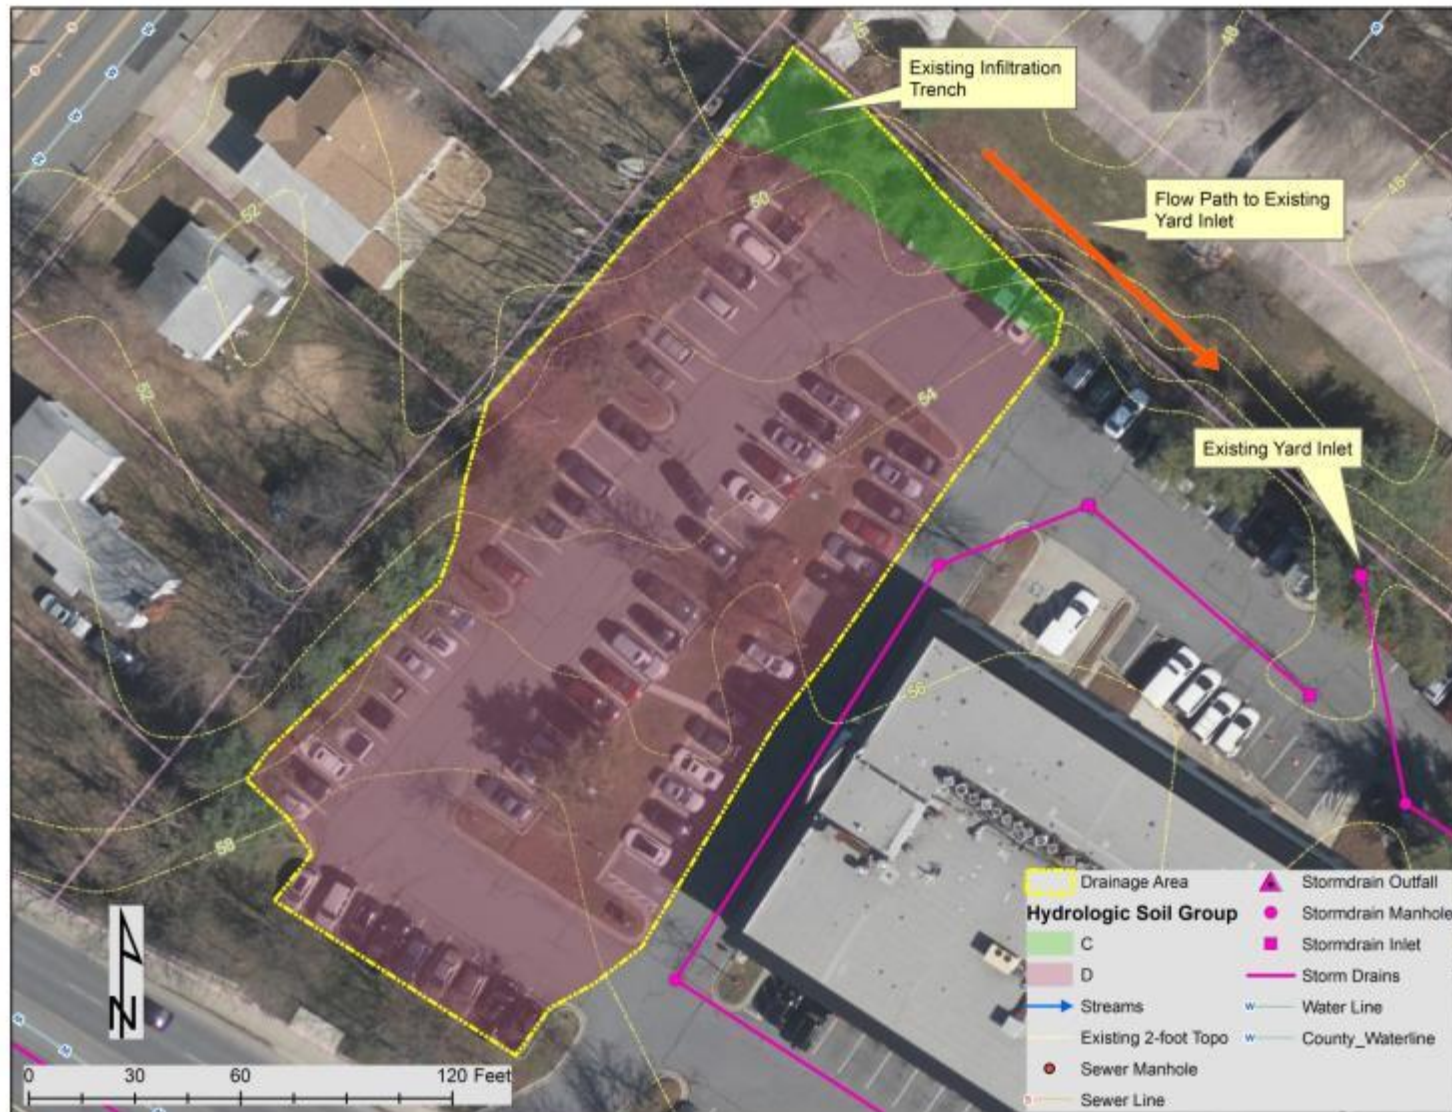 Existing Infiltration
Trench
Flow Path to Existing
Yard Inlet
Existing Yard Inlet
46
48
46
50
52
52
54
56
58
Drainage Area
Hydrologic Soil Group
C
D
Streams
Existing 2-foot Topo
Sewer Manhole
S
Sewer Line
Stormdrain Outfall
Stormdrain Manhole
Stormdrain Inlet
Storm Drains
W
Water Line
W
County_Waterline
N
0 30 60 120 Feet